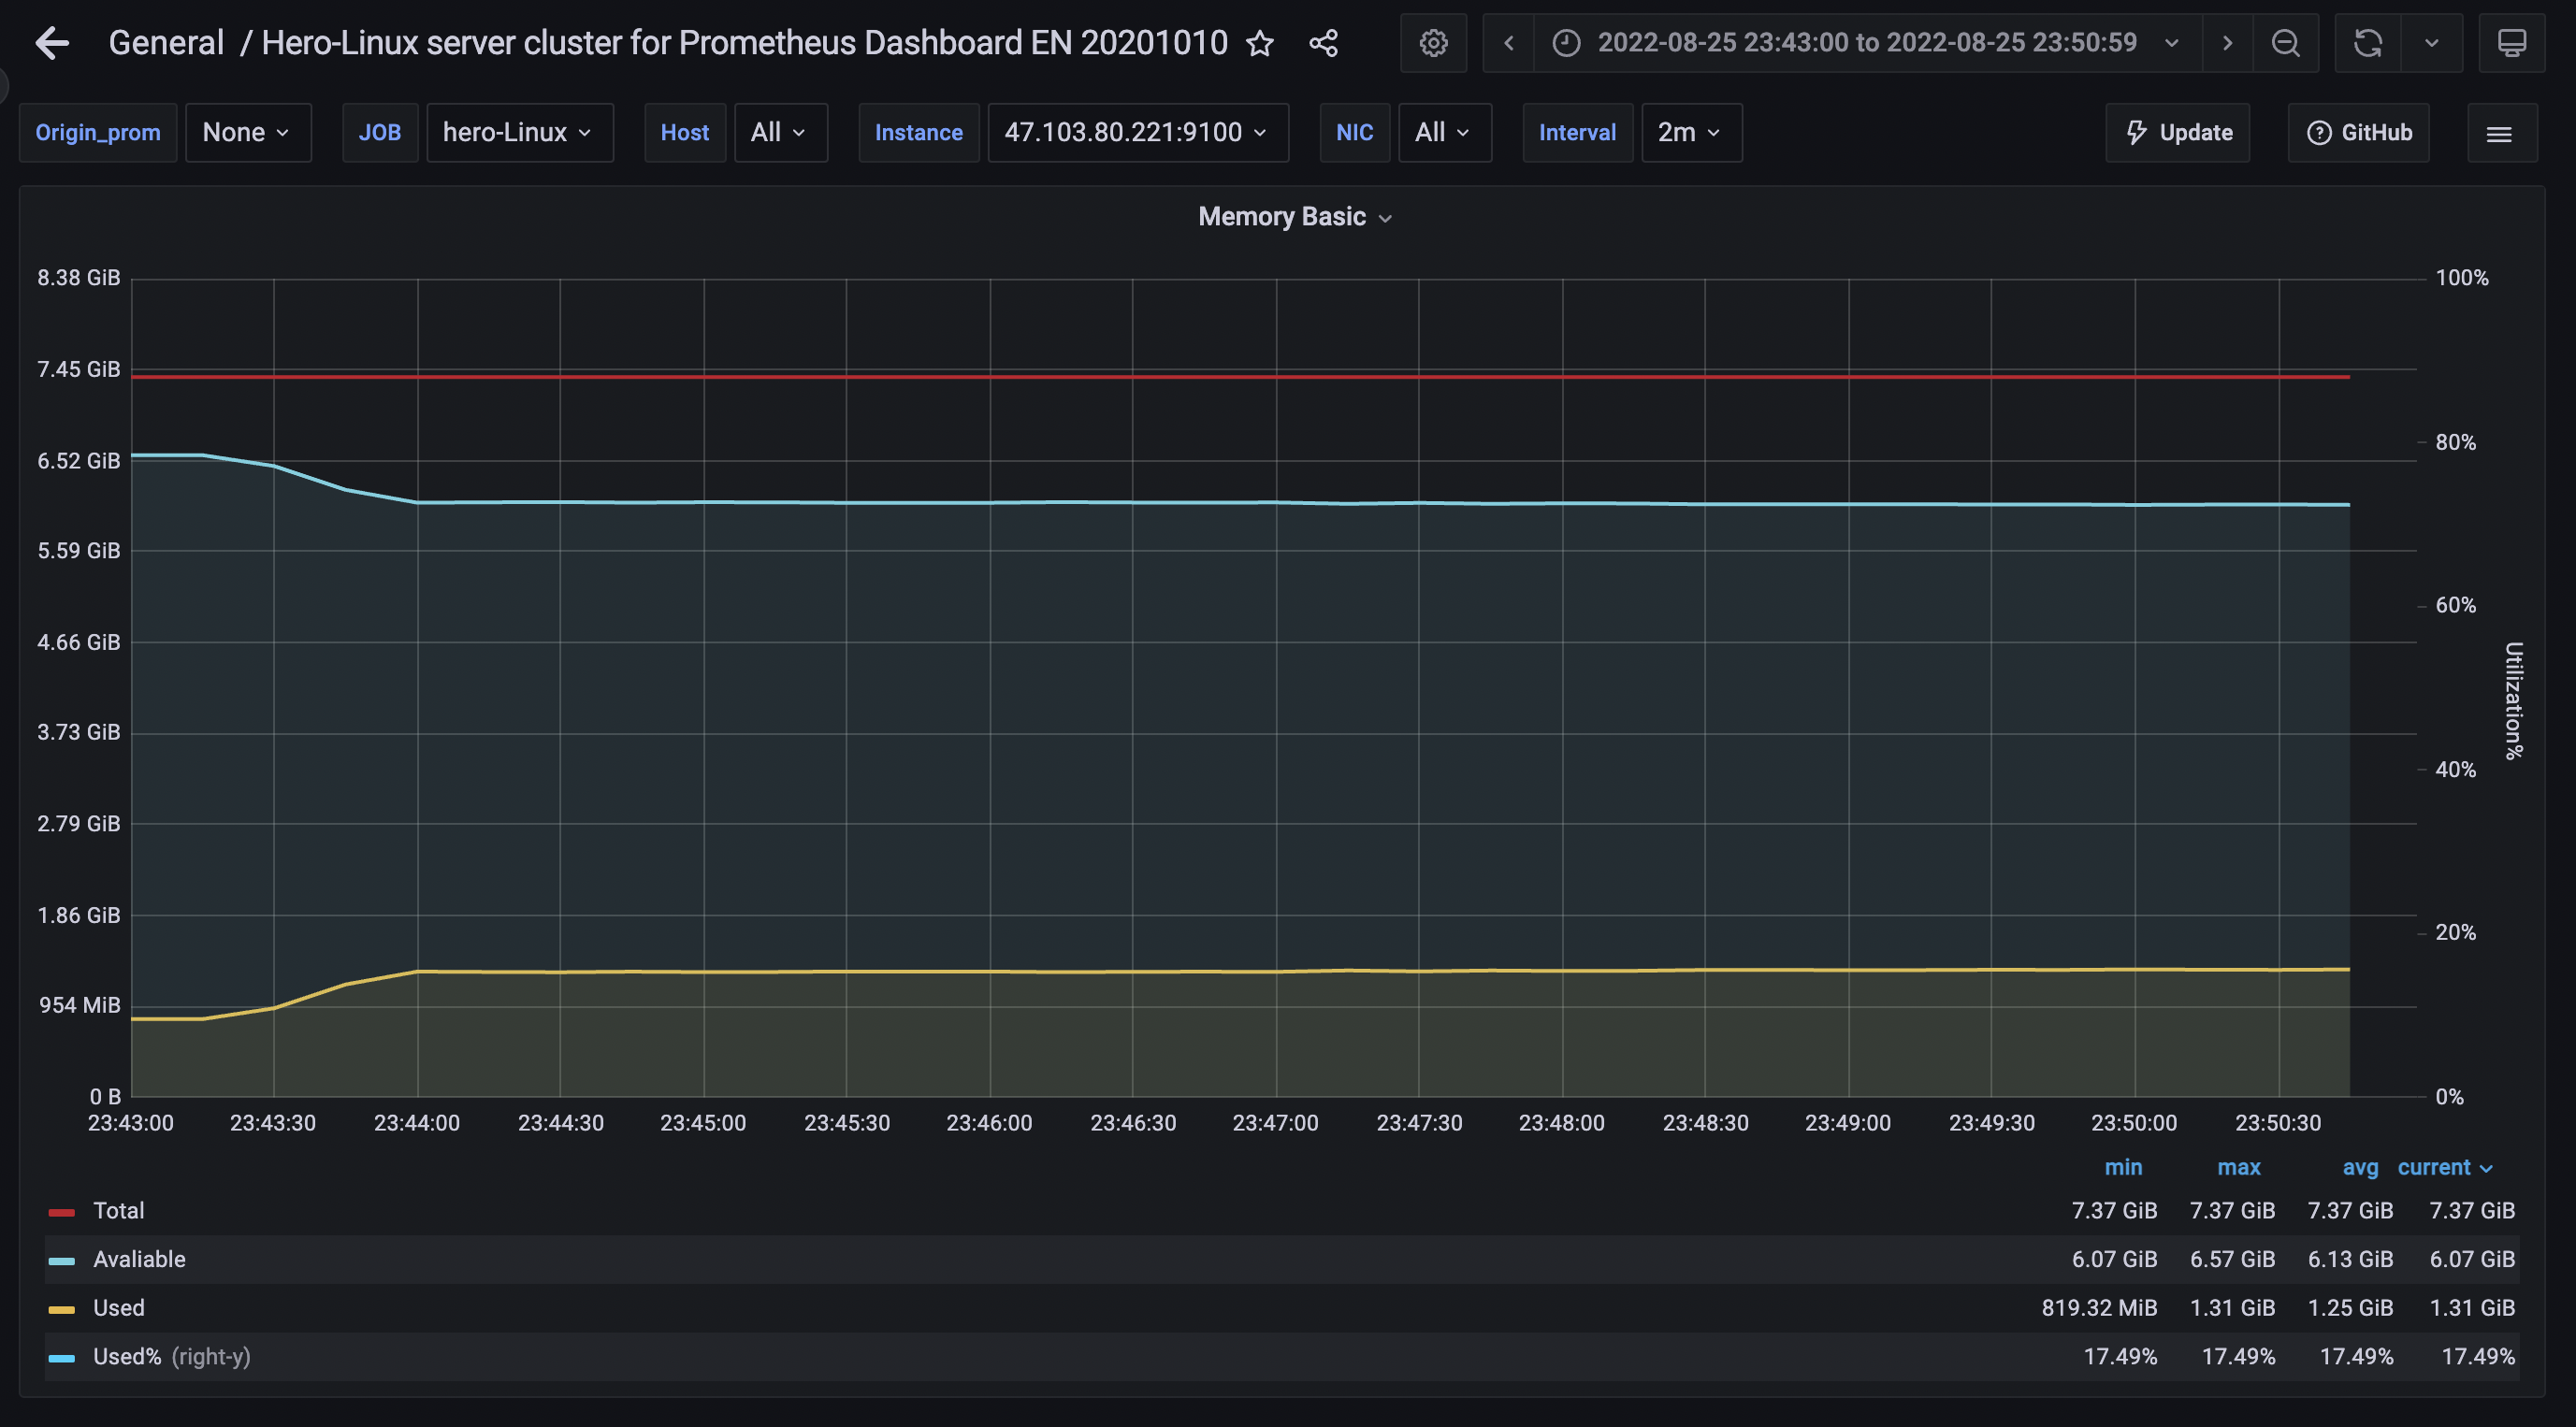 General / Hero-Linux server cluster for Prometheus Dashboard EN 20201010 2022-08-25 23:43:00 to 2022-08-25 23:50:59
Origin_prom None JOB hero-Linux Host All Instance 47.103.80.221:9100 NIC All Interval 2m Update GitHub
Memory Basic
8.38 GiB 100%
7.45 GiB
6.52 GiB 80%
5.59 GiB
60%
4.66 GiB
Utilization%
3.73 GiB
40%
2.79 GiB
1.86 GiB
20%
954 MiB
0 B 0%
23:43:00 23:43:30 23:44:00 23:44:30 23:45:00 23:45:30 23:46:00 23:46:30 23:47:00 23:47:30 23:48:00 23:48:30 23:49:00 23:49:30 23:50:00 23:50:30
min max avg current
Total 7.37 GiB 7.37 GiB 7.37 GiB 7.37 GiB
Avaliable 6.07 GiB 6.57 GiB 6.13 GiB 6.07 GiB
Used 819.32 MiB 1.31 GiB 1.25 GiB 1.31 GiB
Used% (right-y) 17.49% 17.49% 17.49% 17.49%